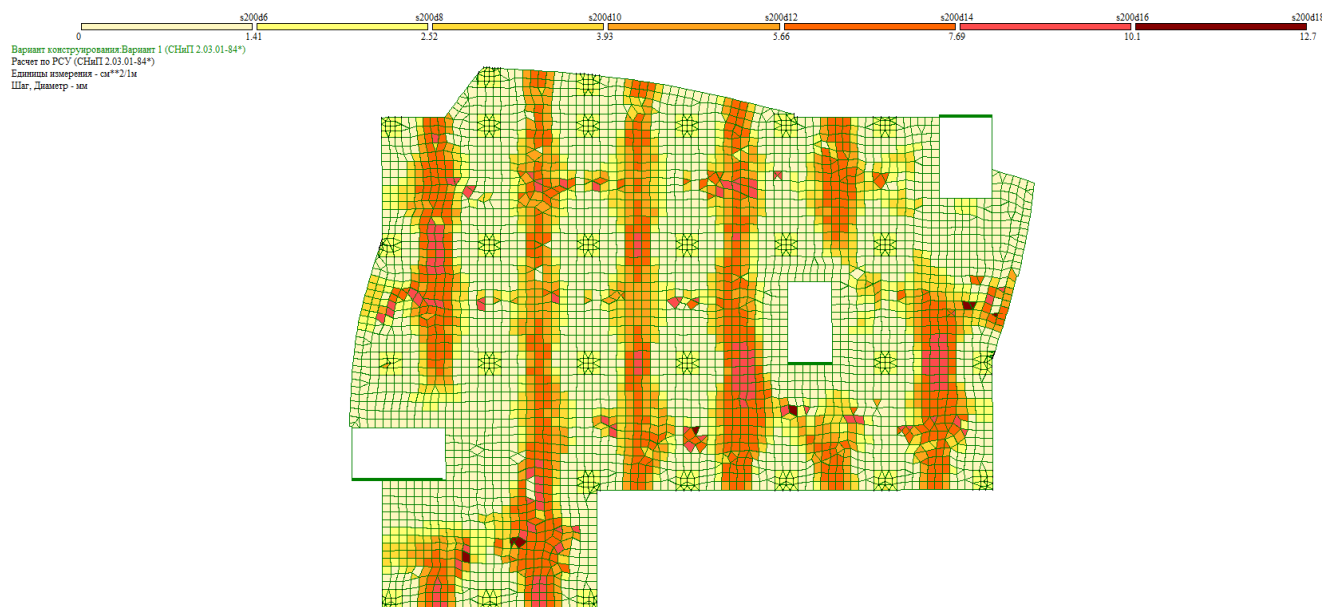 s200d6 s200d8 s200d10 s200d12 s200d14 s200d16 s200d18
0 1.41 2.52 3.93 5.66 7.69 10.1 12.7
Вариант конструирования:Вариант 1 (СНиП 2.03.01-84*)
Расчет по РСУ (СНиП 2.03.01-84*)
Единицы измерения - см**2/1м
Шаг, Диаметр - мм